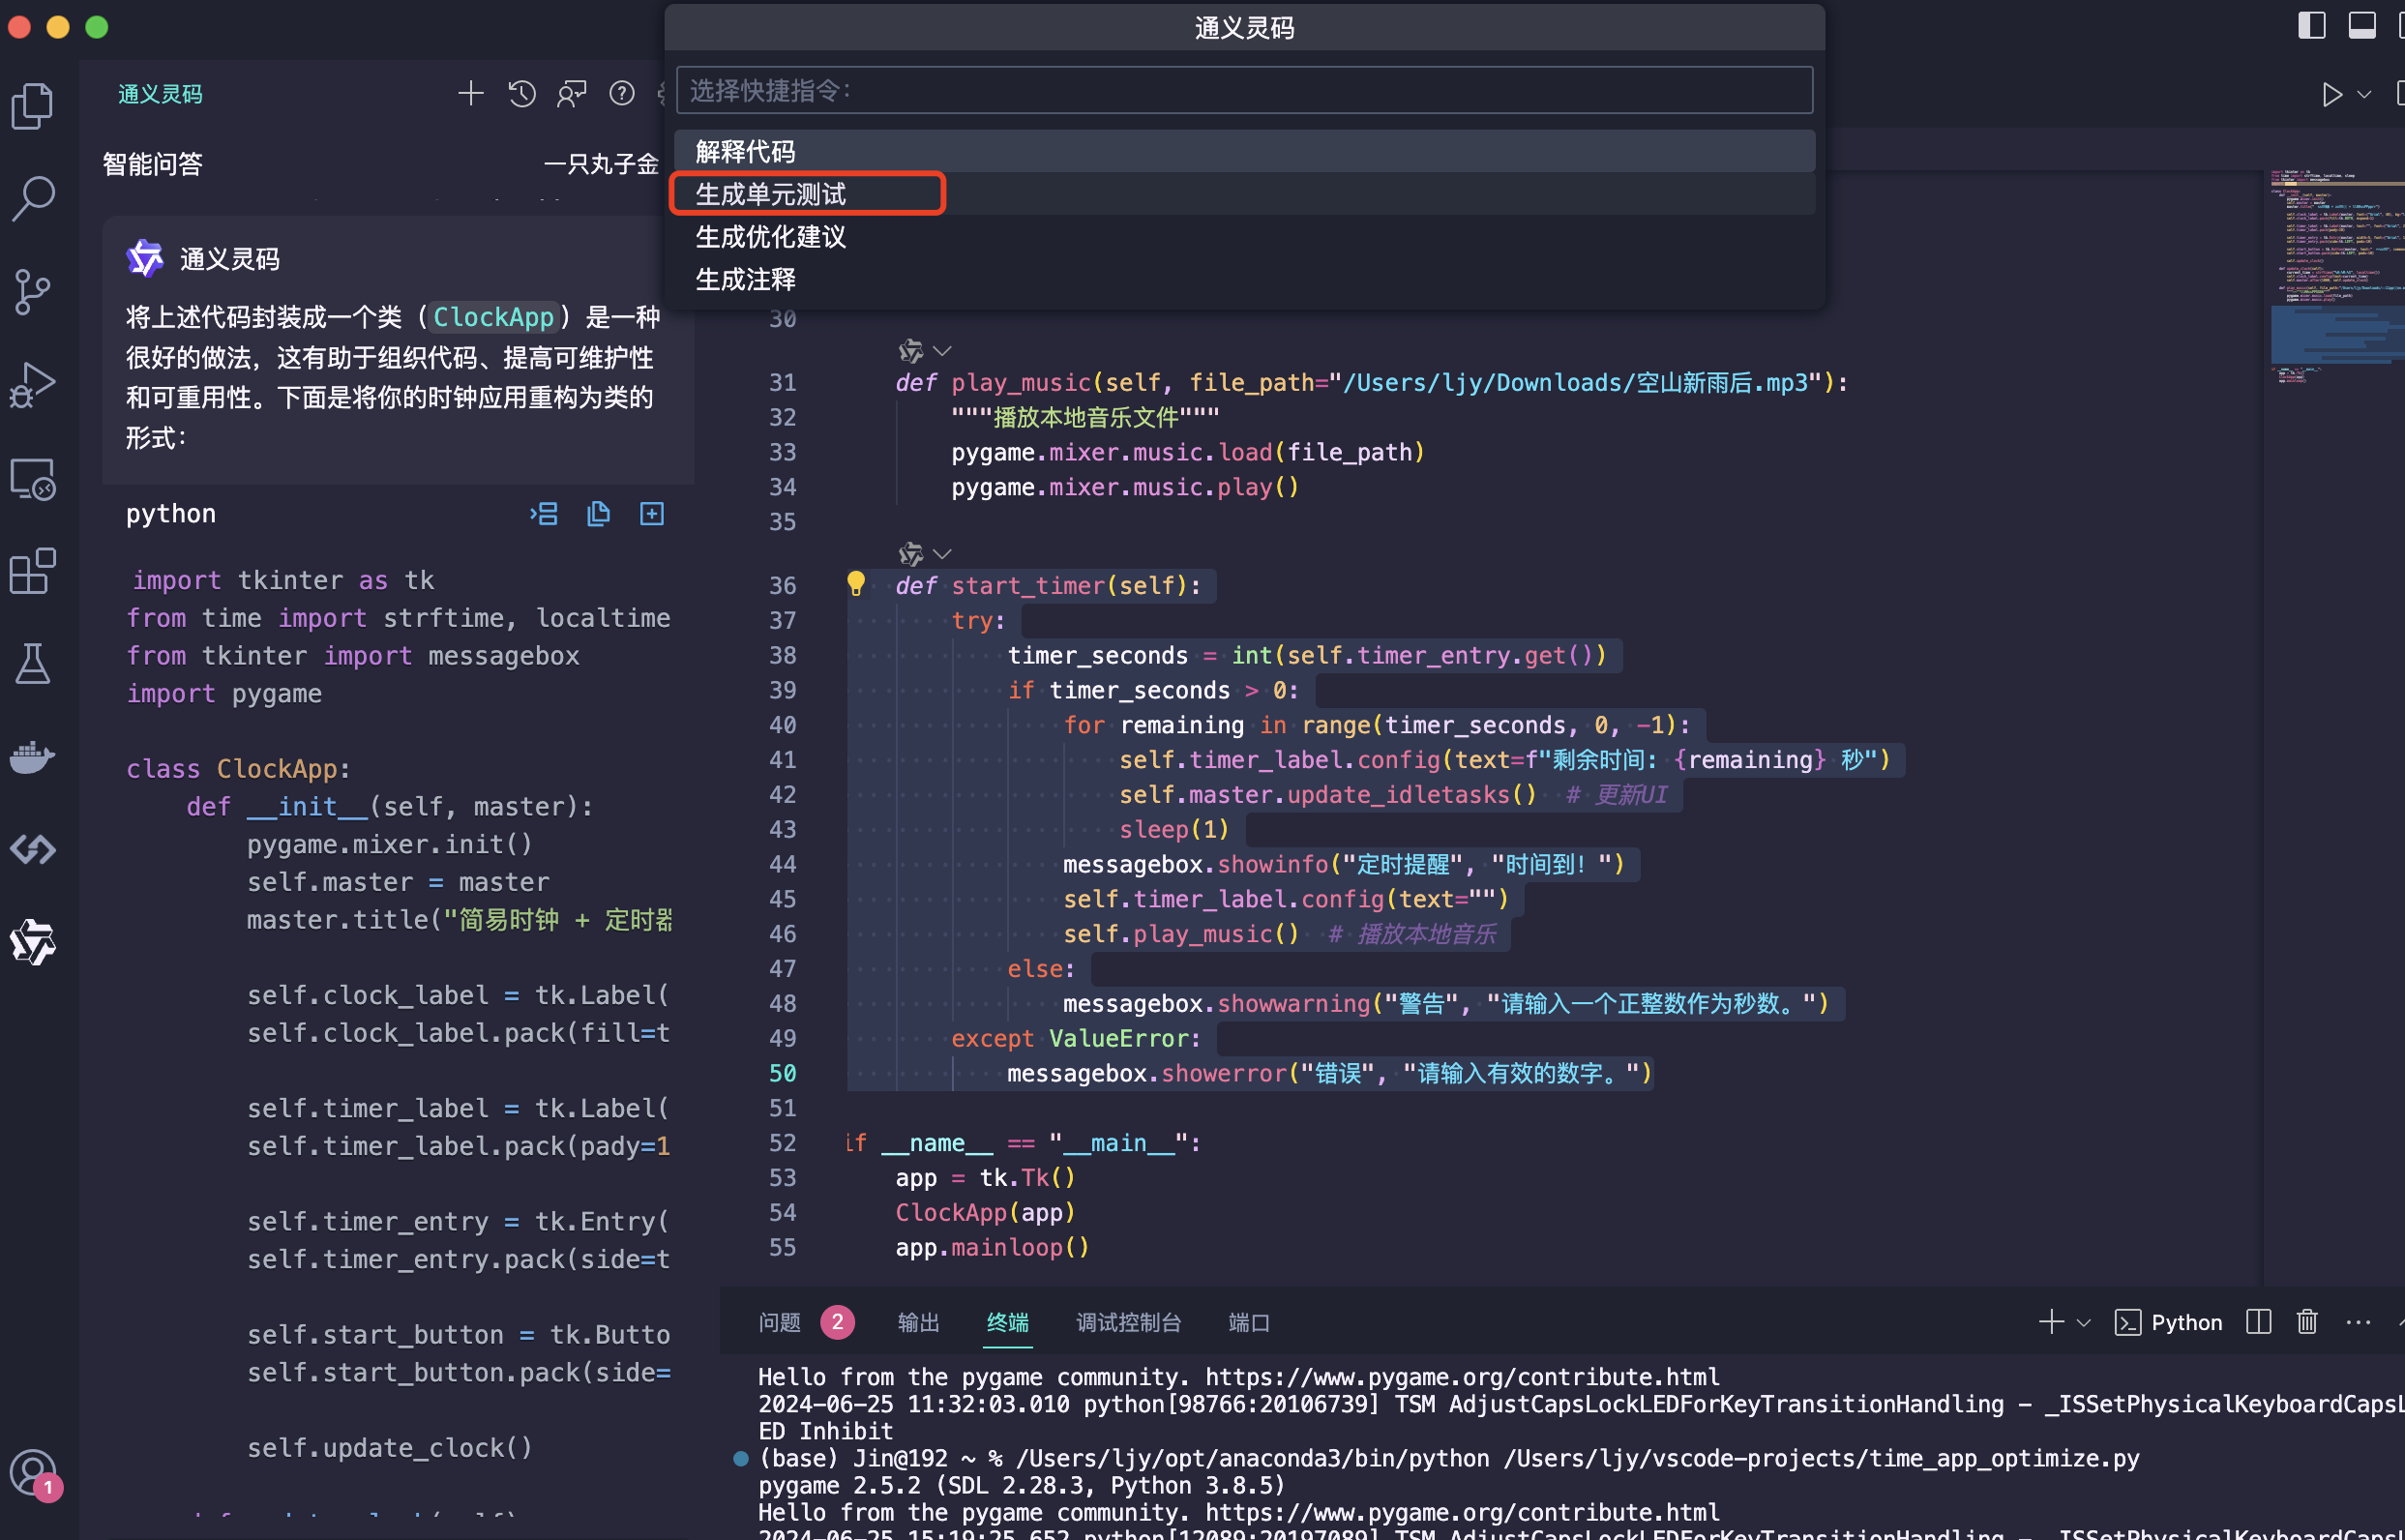 通义灵码
选择快捷指令：
解释代码
生成单元测试
生成优化建议
生成注释
通义灵码
智能问答
一只丸子金
通义灵码
将上述代码封装成一个类（ClockApp）是一种
很好的做法，这有助于组织代码、提高可维护性
和可重用性。下面是将你的时钟应用重构为类的
形式：
python
import tkinter as tk
from time import strftime, localtime
from tkinter import messagebox
import pygame
class ClockApp:
def __init__(self, master):
pygame.mixer.init()
self.master = master
master.title("简易时钟 + 定时器
self.clock_label = tk.Label(
self.clock_label.pack(fill=t
self.timer_label = tk.Label(
self.timer_label.pack(pady=1
self.timer_entry = tk.Entry(
self.timer_entry.pack(side=t
self.start_button = tk.Butto
self.start_button.pack(side=
self.update_clock()
1
30
31 def play_music(self, file_path="/Users/ljy/Downloads/空山新雨后.mp3"):
32 """播放本地音乐文件"""
33 pygame.mixer.music.load(file_path)
34 pygame.mixer.music.play()
35
36 def start_timer(self):
37 try:
38 timer_seconds = int(self.timer_entry.get())
39 if timer_seconds > 0:
40 for remaining in range(timer_seconds, 0, -1):
41 self.timer_label.config(text=f"剩余时间: {remaining} 秒")
42 self.master.update_idletasks() # 更新UI
43 sleep(1)
44 messagebox.showinfo("定时提醒", "时间到！")
45 self.timer_label.config(text="")
46 self.play_music() # 播放本地音乐
47 else:
48 messagebox.showwarning("警告", "请输入一个正整数作为秒数。")
49 except ValueError:
50 messagebox.showerror("错误", "请输入有效的数字。")
51
52 if __name__ == "__main__":
53 app = tk.Tk()
54 ClockApp(app)
55 app.mainloop()
问题 2 输出 终端 调试控制台 端口
Python
Hello from the pygame community. https://www.pygame.org/contribute.html
2024-06-25 11:32:03.010 python[98766:20106739] TSM AdjustCapsLockLEDForKeyTransitionHandling - _ISSetPhysicalKeyboardCapsL
ED Inhibit
(base) Jin@192 ~ % /Users/ljy/opt/anaconda3/bin/python /Users/ljy/vscode-projects/time_app_optimize.py
pygame 2.5.2 (SDL 2.28.3, Python 3.8.5)
Hello from the pygame community. https://www.pygame.org/contribute.html
2024-06-25 15:19:25.652 python[12089:20197089] TSM AdjustCapsLockLEDForKeyTransitionHandling - _ISSetPhysicalKeyboardCapsL